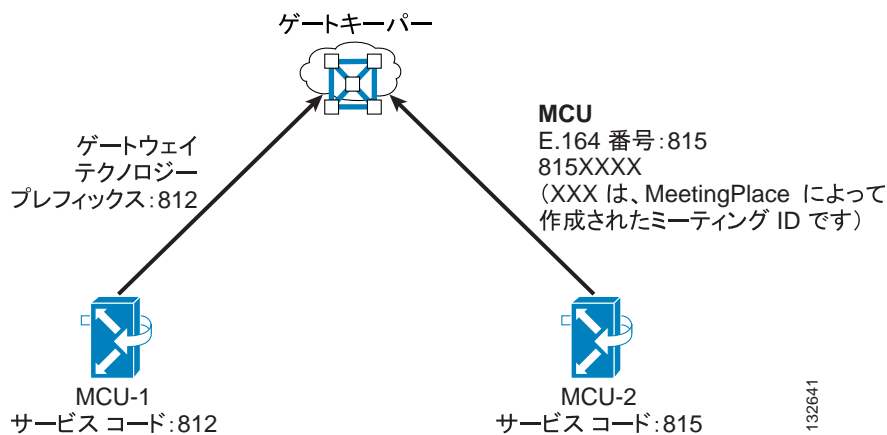 ゲートキーパー
ゲートウェイ
テクノロジー
プレフィックス:812
MCU
E.164 番号:815
815XXXX
(XXX は、MeetingPlace によって
作成されたミーティング ID です)
MCU-1
サービス コード:812
MCU-2
サービス コード:815
132641